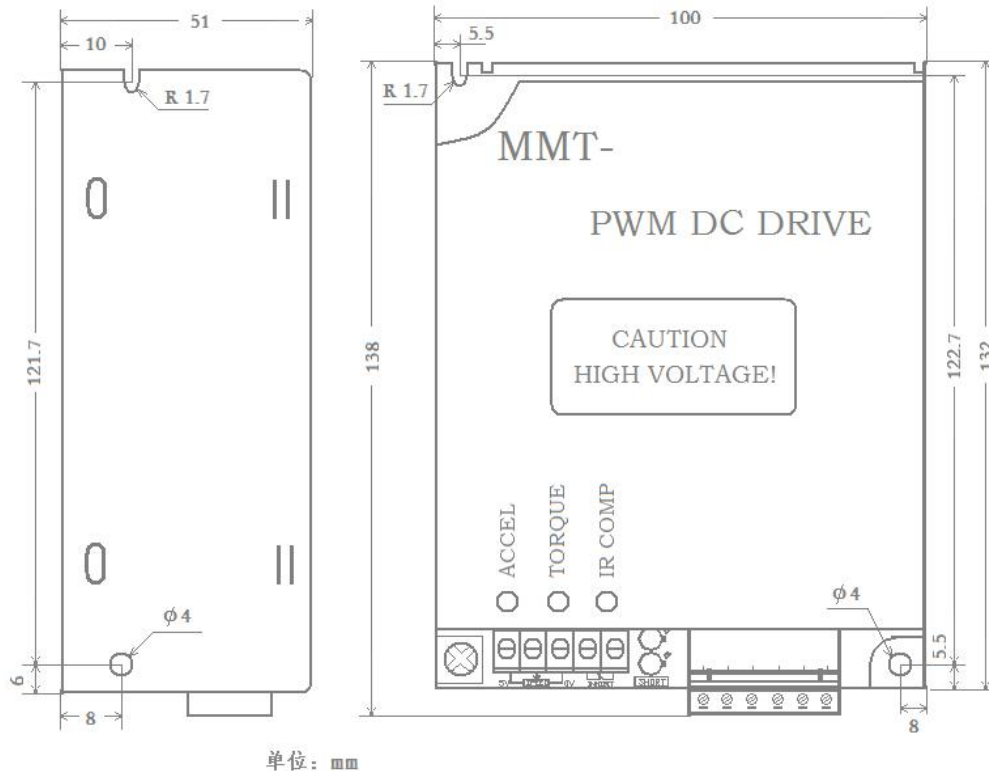 51
100
10
5.5
R 1.7
R 1.7
MMT-
PWM DC DRIVE
CAUTION
HIGH VOLTAGE!
121.7
138
122.7
132
ACCEL
TORQUE
IR COMP
φ4
φ4
6
5.5
5V
0V
SHORT
8
8
单位：mm